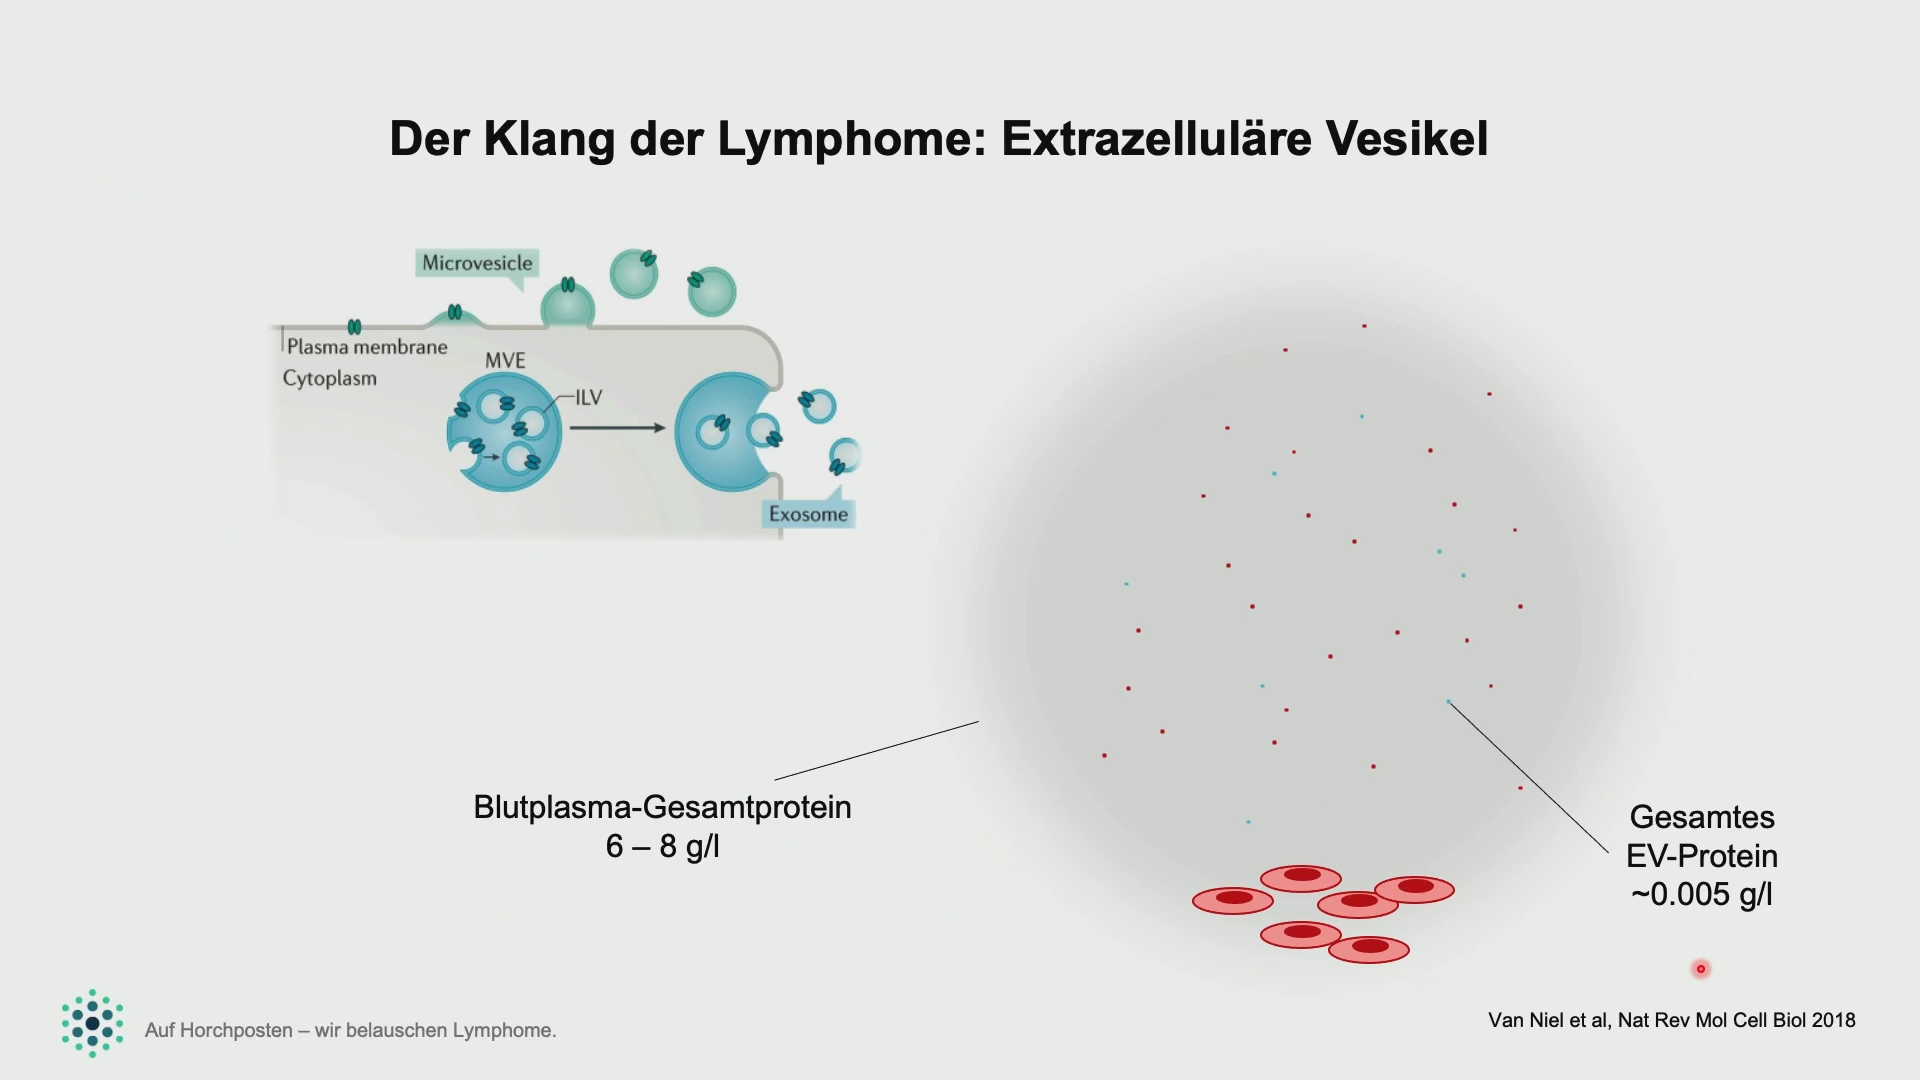 Der Klang der Lymphome: Extrazelluläre Vesikel
Microvesicle
Plasma membrane
Cytoplasm
MVE
ILV
Exosome
Blutplasma-Gesamtprotein
6 – 8 g/l
Gesamtes
EV-Protein
~0.005 g/l
Auf Horchposten – wir belauschen Lymphome.
Van Niel et al, Nat Rev Mol Cell Biol 2018